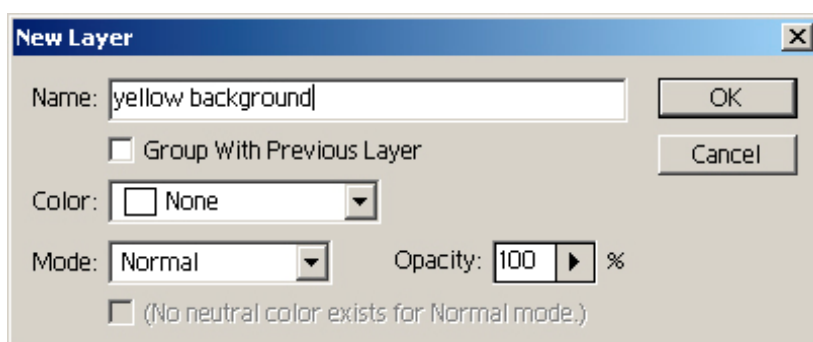 New Layer
Name: yellow background OK
Group With Previous Layer Cancel
Color: None
Mode: Normal Opacity: 100 %
(No neutral color exists for Normal mode.)